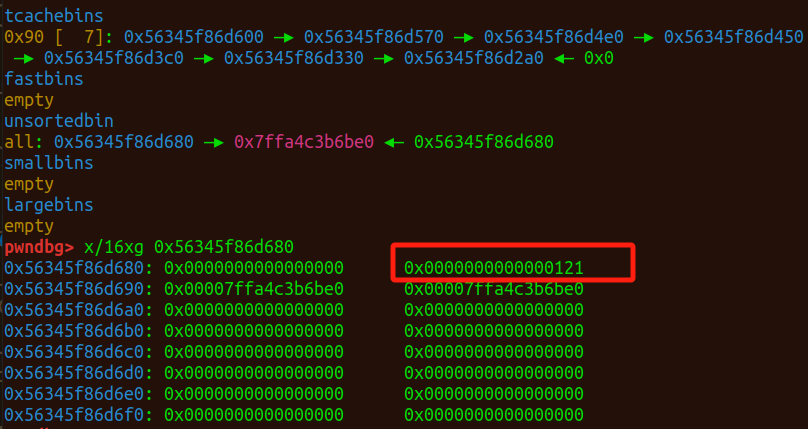 tcachebins
0x90 [  7]: 0x56345f86d600 —▸ 0x56345f86d570 —▸ 0x56345f86d4e0 —▸ 0x56345f86d450
 —▸ 0x56345f86d3c0 —▸ 0x56345f86d330 —▸ 0x56345f86d2a0 ◂— 0x0
fastbins
empty
unsortedbin
all: 0x56345f86d680 —▸ 0x7ffa4c3b6be0 ◂— 0x56345f86d680
smallbins
empty
largebins
empty
pwndbg> x/16xg 0x56345f86d680
0x56345f86d680: 0x0000000000000000 0x0000000000000121
0x56345f86d690: 0x00007ffa4c3b6be0 0x00007ffa4c3b6be0
0x56345f86d6a0: 0x0000000000000000 0x0000000000000000
0x56345f86d6b0: 0x0000000000000000 0x0000000000000000
0x56345f86d6c0: 0x0000000000000000 0x0000000000000000
0x56345f86d6d0: 0x0000000000000000 0x0000000000000000
0x56345f86d6e0: 0x0000000000000000 0x0000000000000000
0x56345f86d6f0: 0x0000000000000000 0x0000000000000000